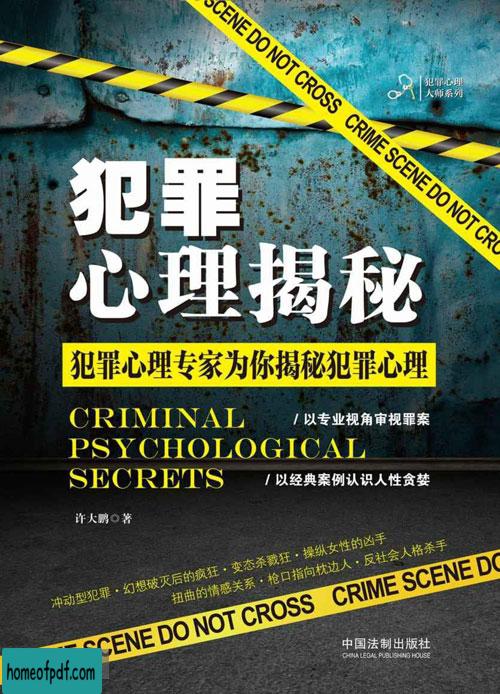 SCENE DO NOT CROSS
CRIME SCENE DO NOT CROSS
犯罪心理
大师系列
犯罪
心理揭秘
犯罪心理专家为你揭秘犯罪心理
CRIMINAL
PSYCHOLOGICAL
SECRETS
/以专业视角审视罪案
/以经典案例认识人性贪婪
许大鹏◎著
冲动型犯罪·幻想破灭后的疯狂·变态杀戮狂·操纵女性的凶手
扭曲的情感关系·枪口指向枕边人·反社会人格杀手
ME SCENE DO NOT CROSS CRIME SCENE DO NO
中国法制出版社
CHINA LEGAL PUBLISHING HOUSE
homeofpdf.com